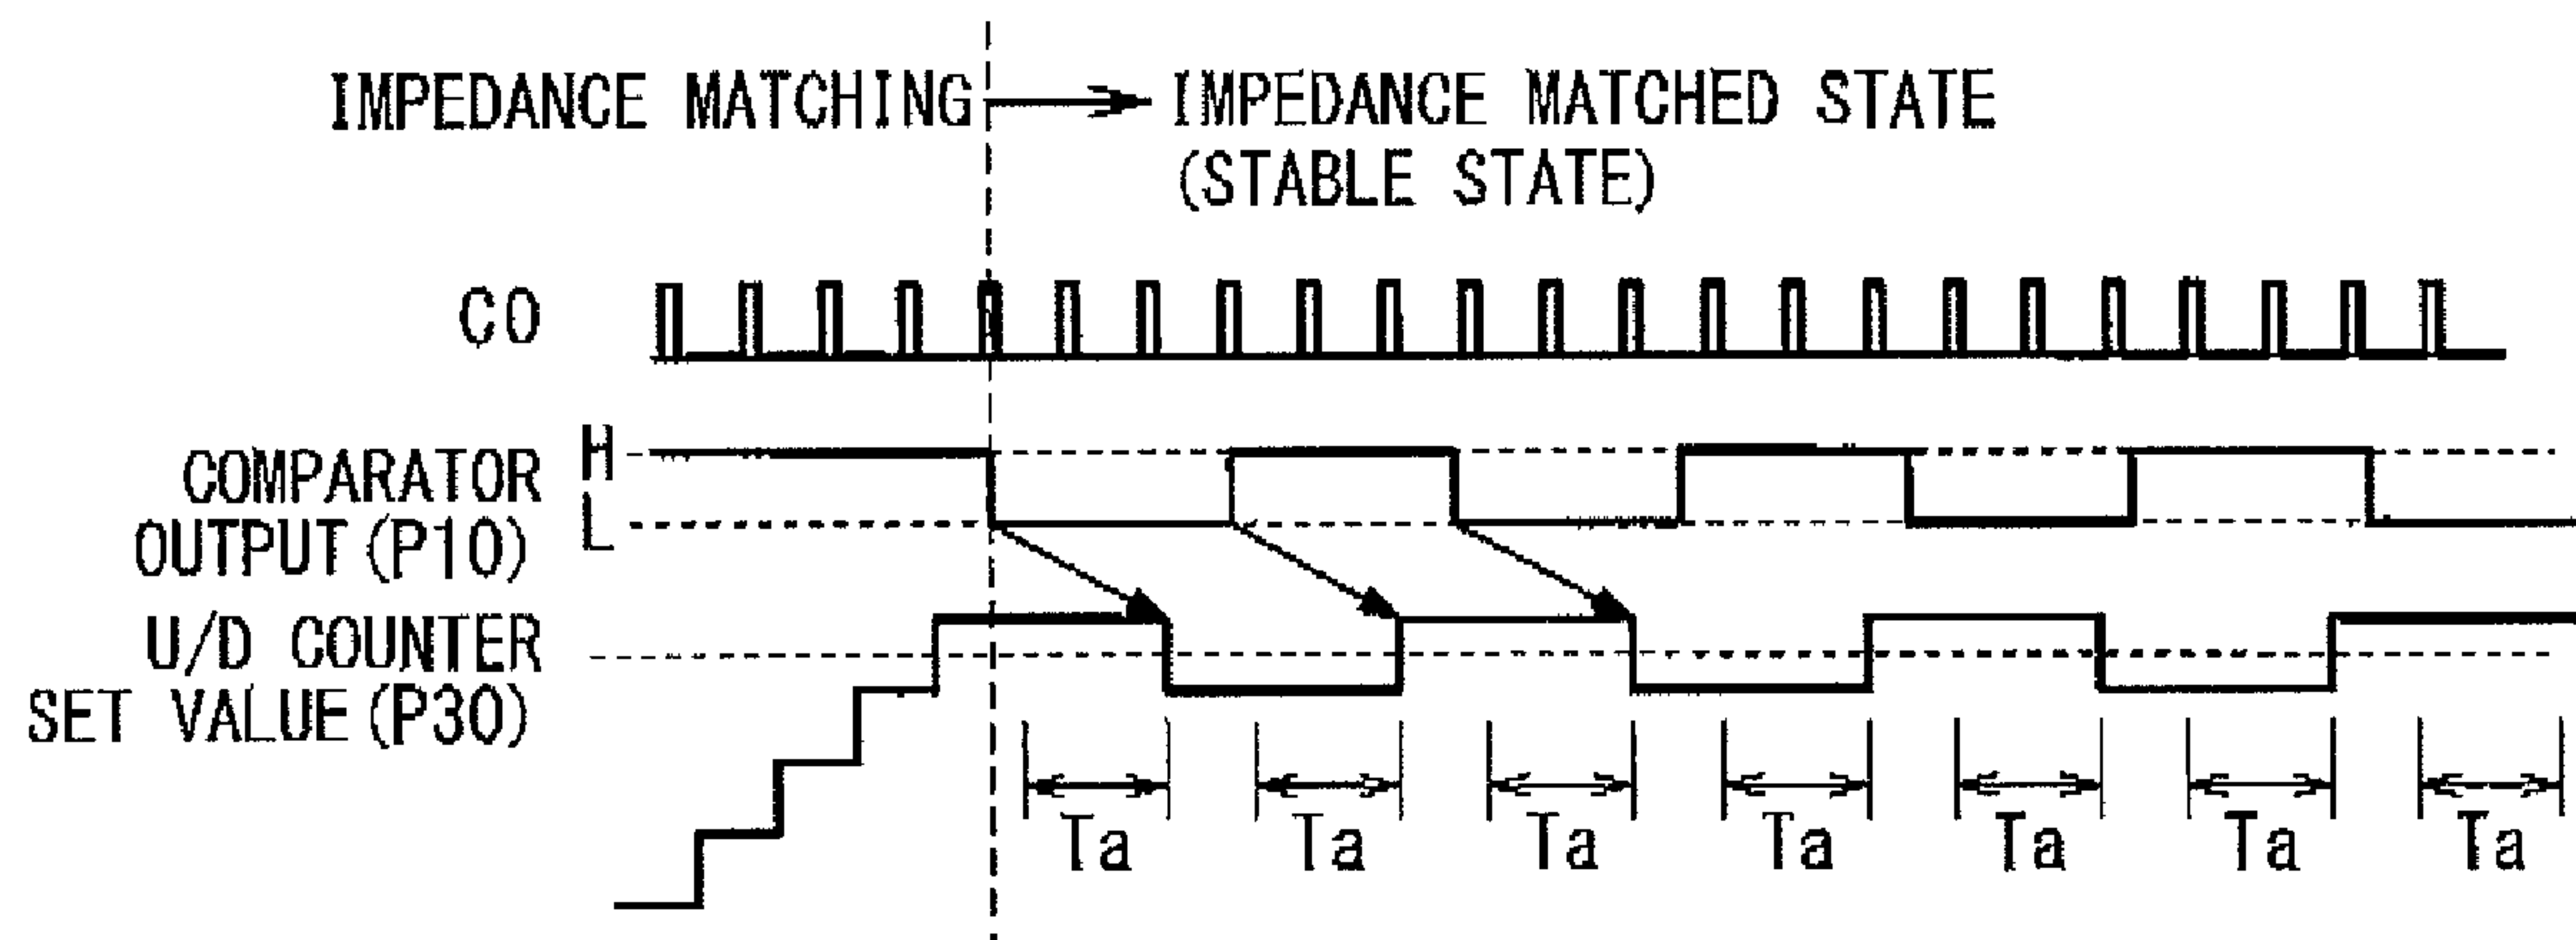 IMPEDANCE MATCHING
IMPEDANCE MATCHED STATE
(STABLE STATE)
C0
COMPARATOR
OUTPUT(P10)
H
L
U/D COUNTER
SET VALUE(P30)
Ta Ta Ta Ta Ta Ta Ta